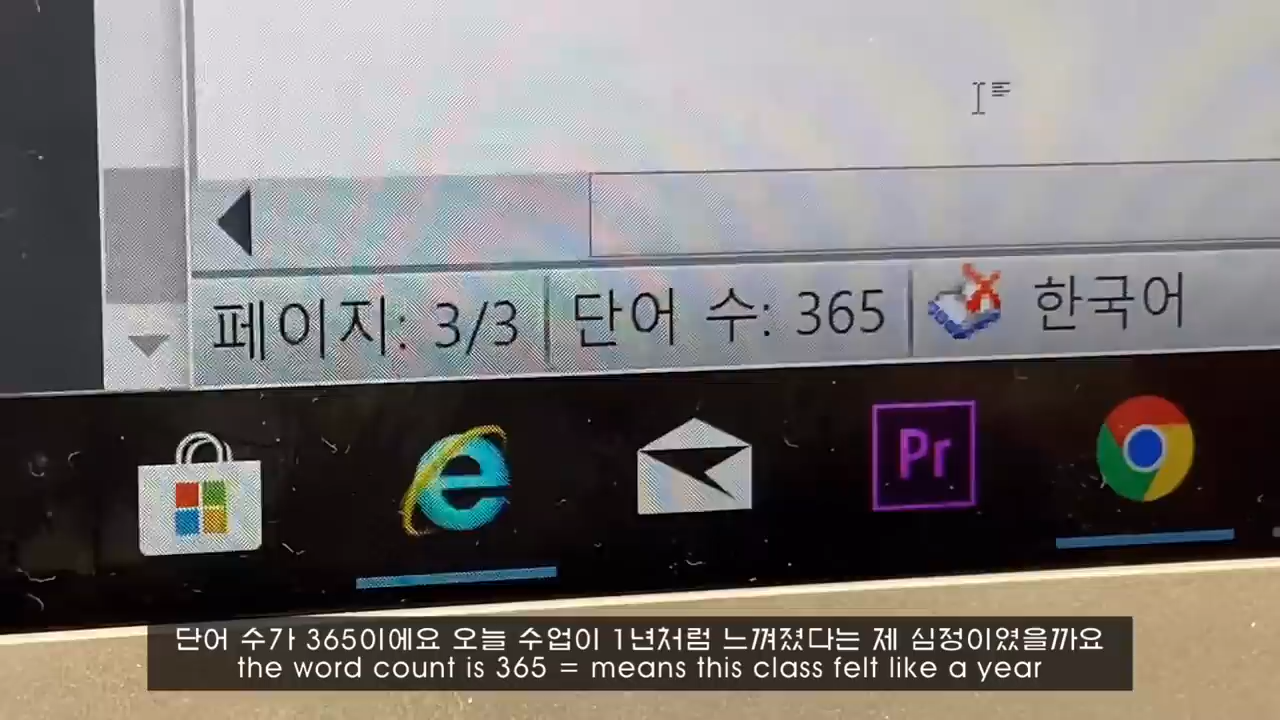 페이지: 3/3 단어 수: 365 한국어
Pr
단어 수가 365이에요 오늘 수업이 1년처럼 느껴졌다는 제 심정이였을까요
the word count is 365 = means this class felt like a year